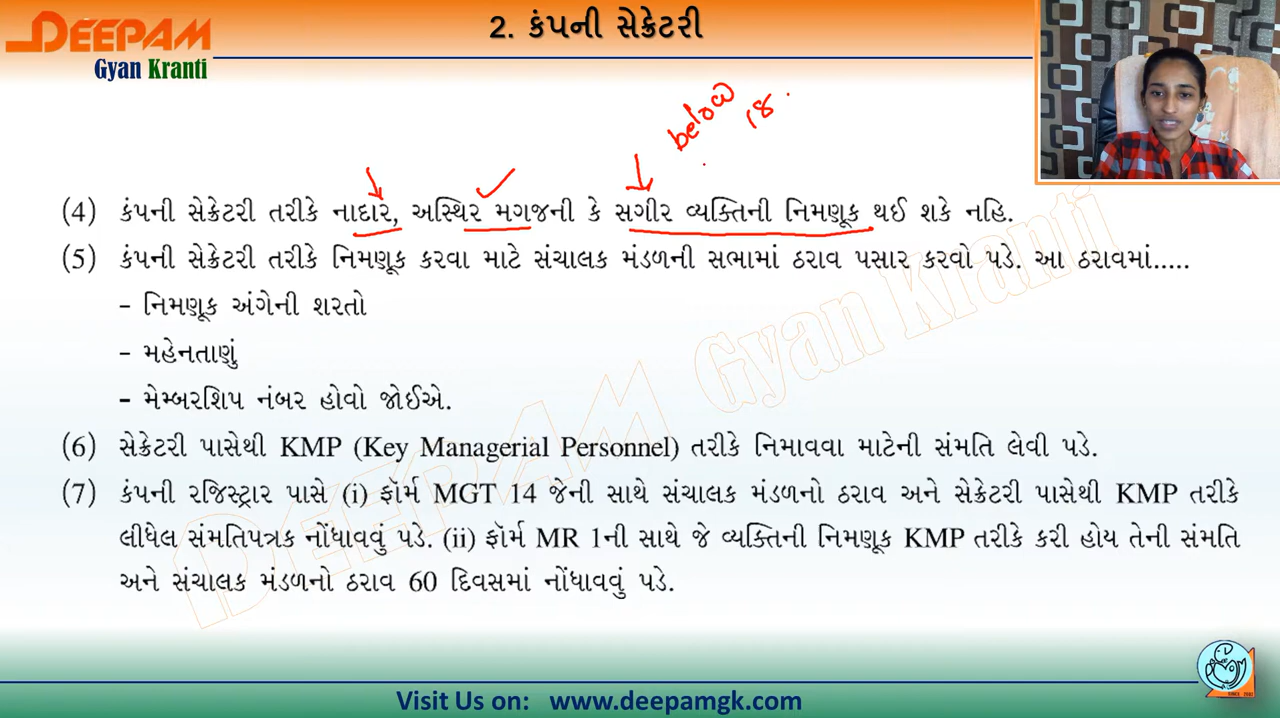 DEEPAM
Gyan Kranti
2. કંપની સેક્રેટરી
below
18
(4) કંપની સેક્રેટરી તરીકે નાદાર, અસ્થિર મગજની કે સગીર વ્યક્તિની નિમણૂક થઈ શકે નહિ.
(5) કંપની સેક્રેટરી તરીકે નિમણૂક કરવા માટે સંચાલક મંડળની સભામાં ઠરાવ પસાર કરવો પડે. આ ઠરાવમાં.....
– નિમણૂક અંગેની શરતો
– મહેનતાણું
– મેમ્બરશિપ નંબર હોવો જોઈએ.
(6) સેક્રેટરી પાસેથી KMP (Key Managerial Personnel) તરીકે નિમાવવા માટેની સંમતિ લેવી પડે.
(7) કંપની રજિસ્ટ્રાર પાસે (i) ફૉર્મ MGT 14 જેની સાથે સંચાલક મંડળનો ઠરાવ અને સેક્રેટરી પાસેથી KMP તરીકે
લીધેલ સંમતિપત્રક નોંધાવવું પડે. (ii) ફૉર્મ MR 1ની સાથે જે વ્યક્તિની નિમણૂક KMP તરીકે કરી હોય તેની સંમતિ
અને સંચાલક મંડળનો ઠરાવ 60 દિવસમાં નોંધાવવું પડે.
DEEPAM Gyan Kranti
Visit Us on: www.deepamgk.com